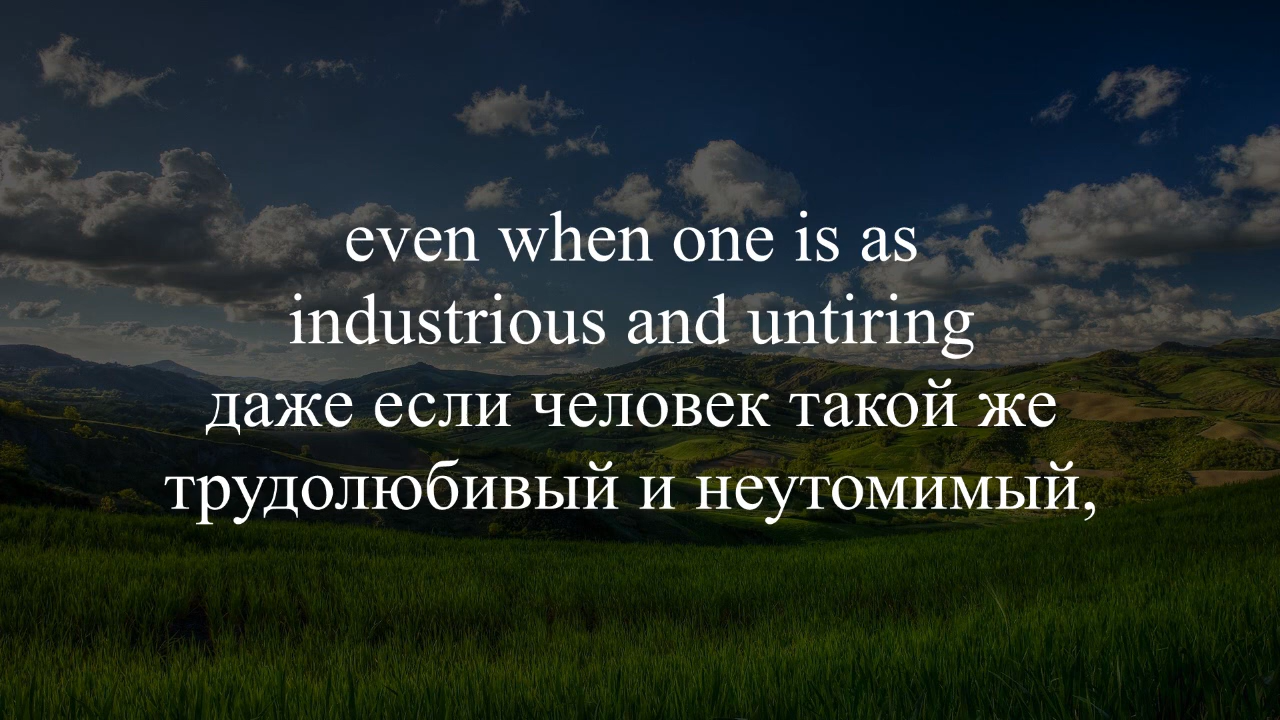 even when one is as
industrious and untiring
даже если человек такой же
трудолюбивый и неутомимый,